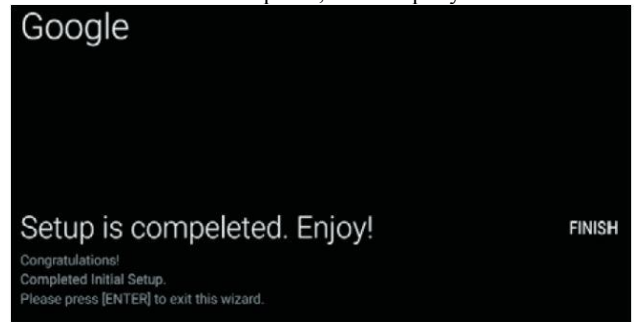 Google
Setup is compeleted. Enjoy!
FINISH
Congratulations!
Completed Initial Setup.
Please press [ENTER] to exit this wizard.